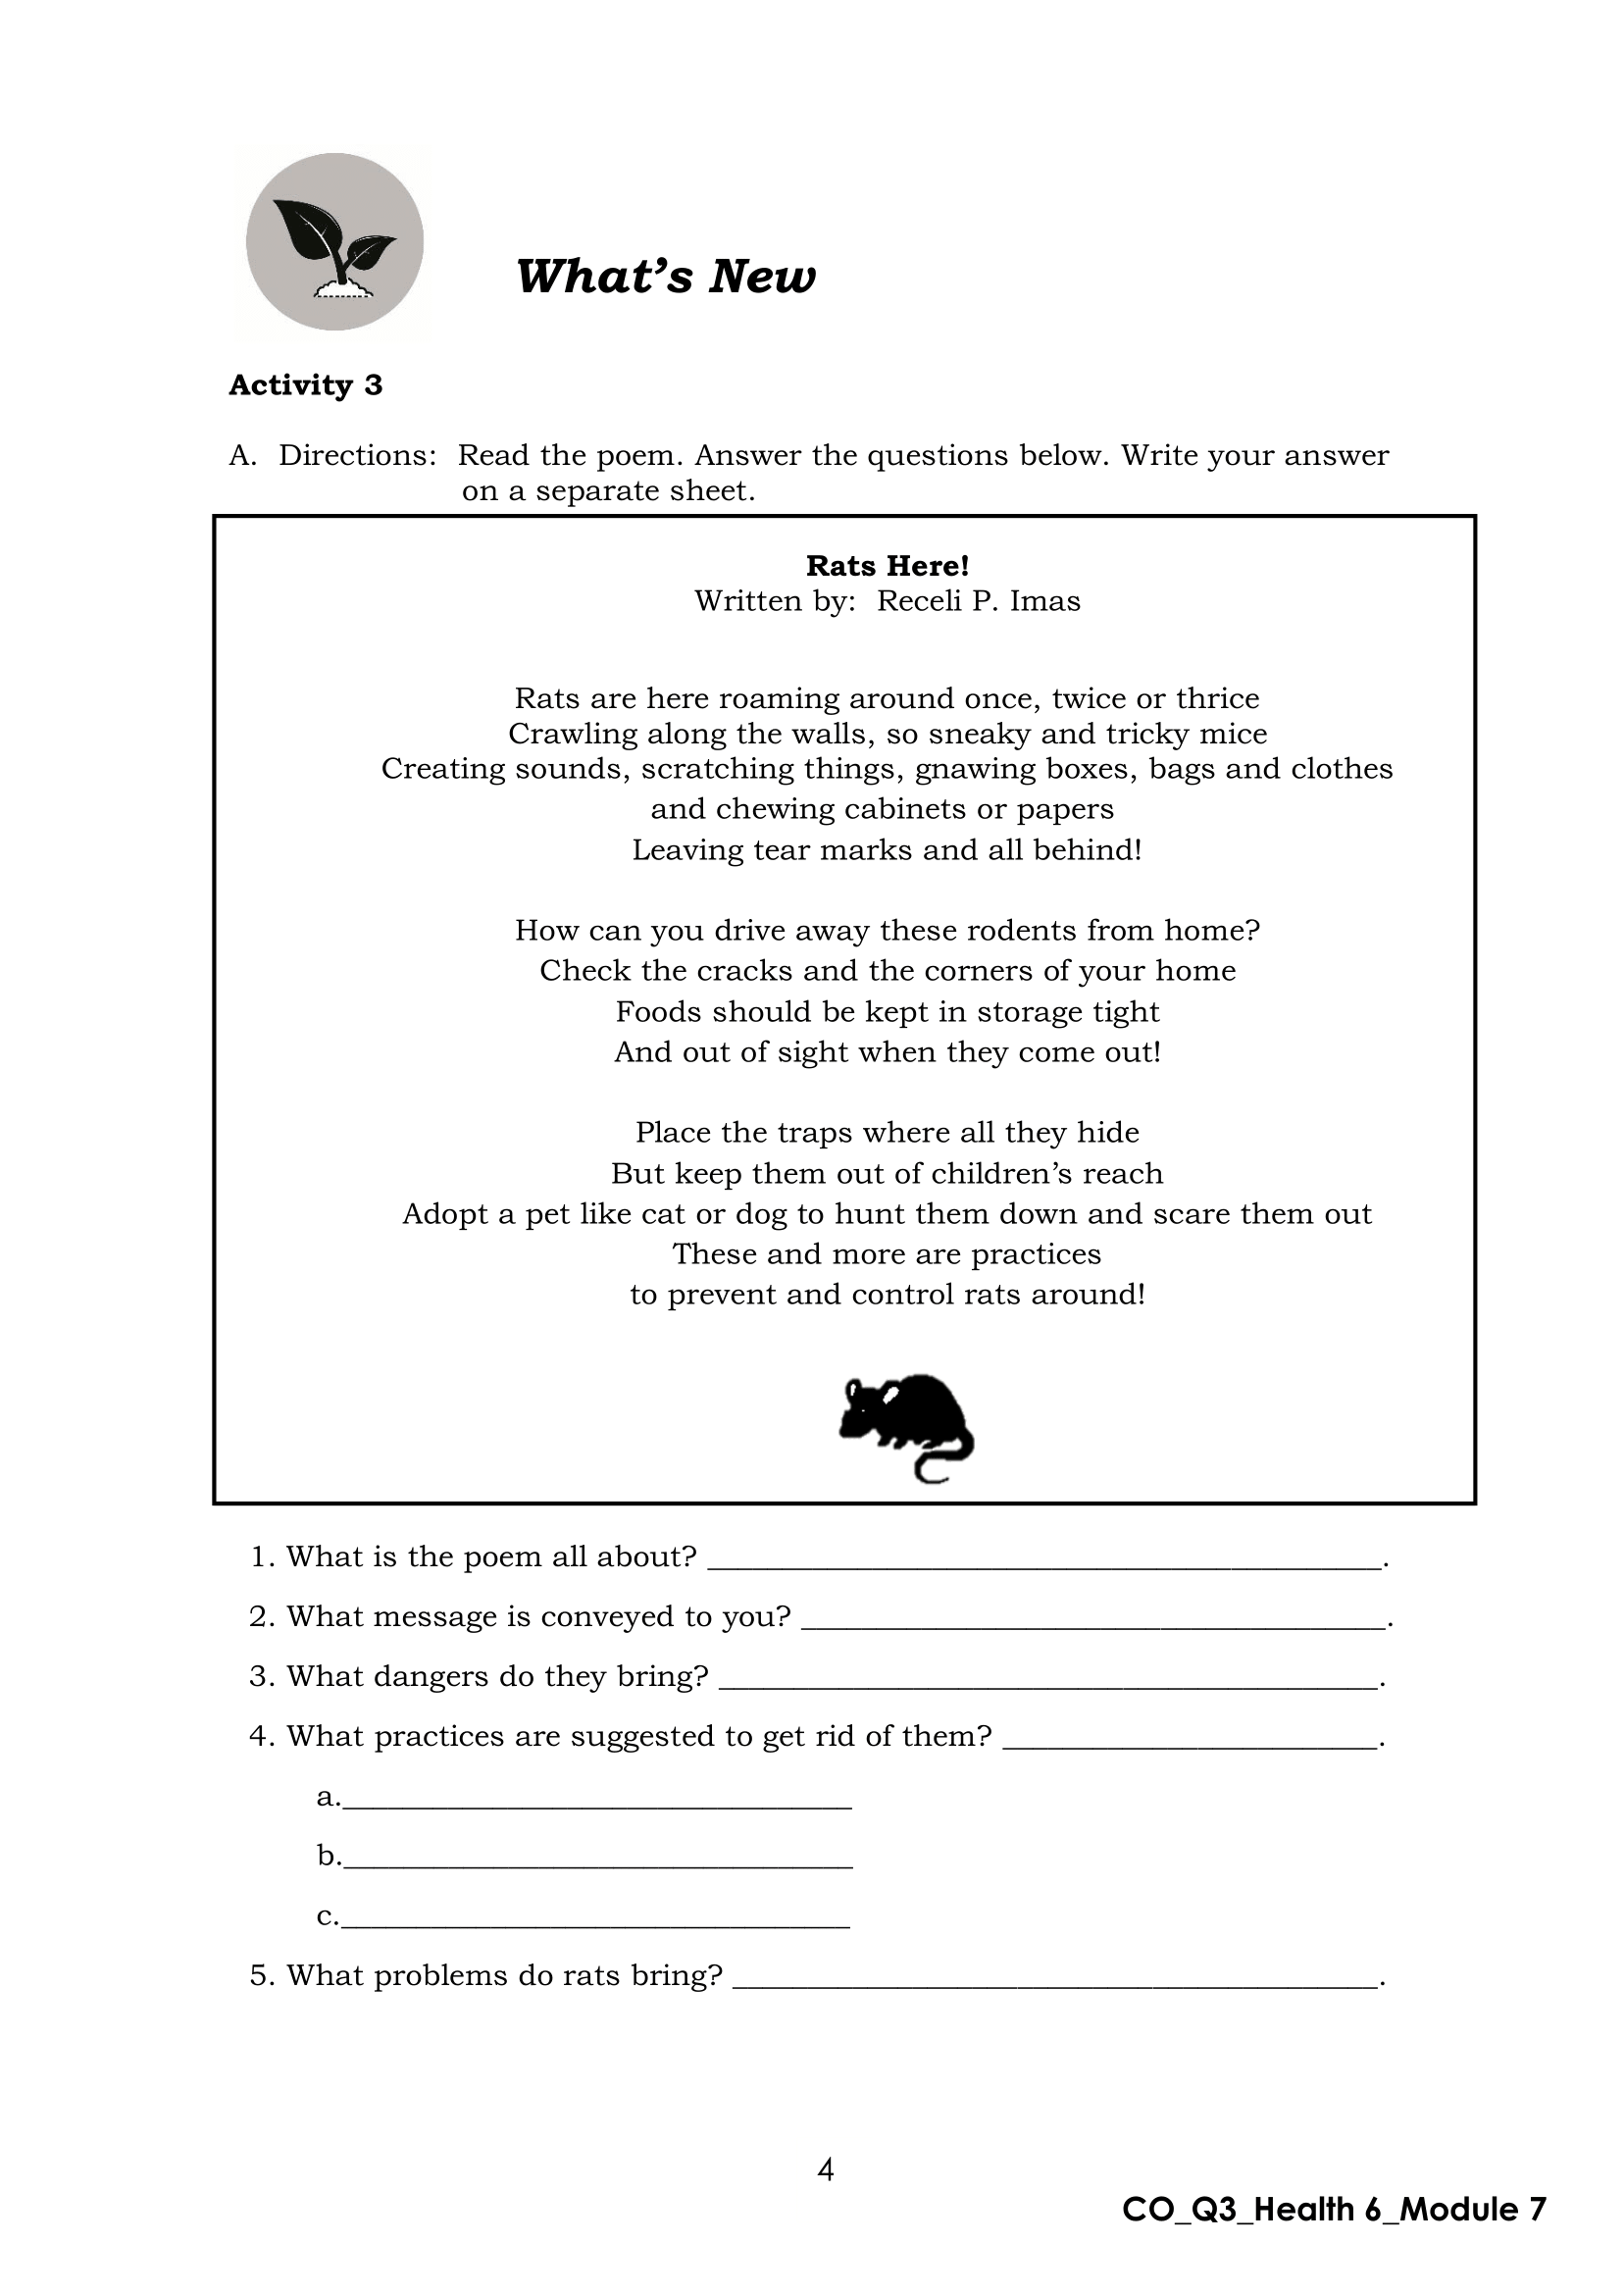 What's New
Activity 3
A. Directions: Read the poem. Answer the questions below. Write your answer
on a separate sheet.
Rats Here!
Written by: Receli P. Imas
Rats are here roaming around once, twice or thrice
Crawling along the walls, so sneaky and tricky mice
Creating sounds, scratching things, gnawing boxes, bags and clothes
and chewing cabinets or papers
Leaving tear marks and all behind!
How can you drive away these rodents from home?
Check the cracks and the corners of your home
Foods should be kept in storage tight
And out of sight when they come out!
Place the traps where all they hide
But keep them out of children's reach
Adopt a pet like cat or dog to hunt them down and scare them out
These and more are practices
to prevent and control rats around!
1. What is the poem all about? ______________________________________________.
2. What message is conveyed to you? ________________________________________.
3. What dangers do they bring? _____________________________________________.
4. What practices are suggested to get rid of them? _________________________.
a.__________________________________
b.__________________________________
c.__________________________________
5. What problems do rats bring? ____________________________________________.
4
CO_Q3_Health 6_Module 7